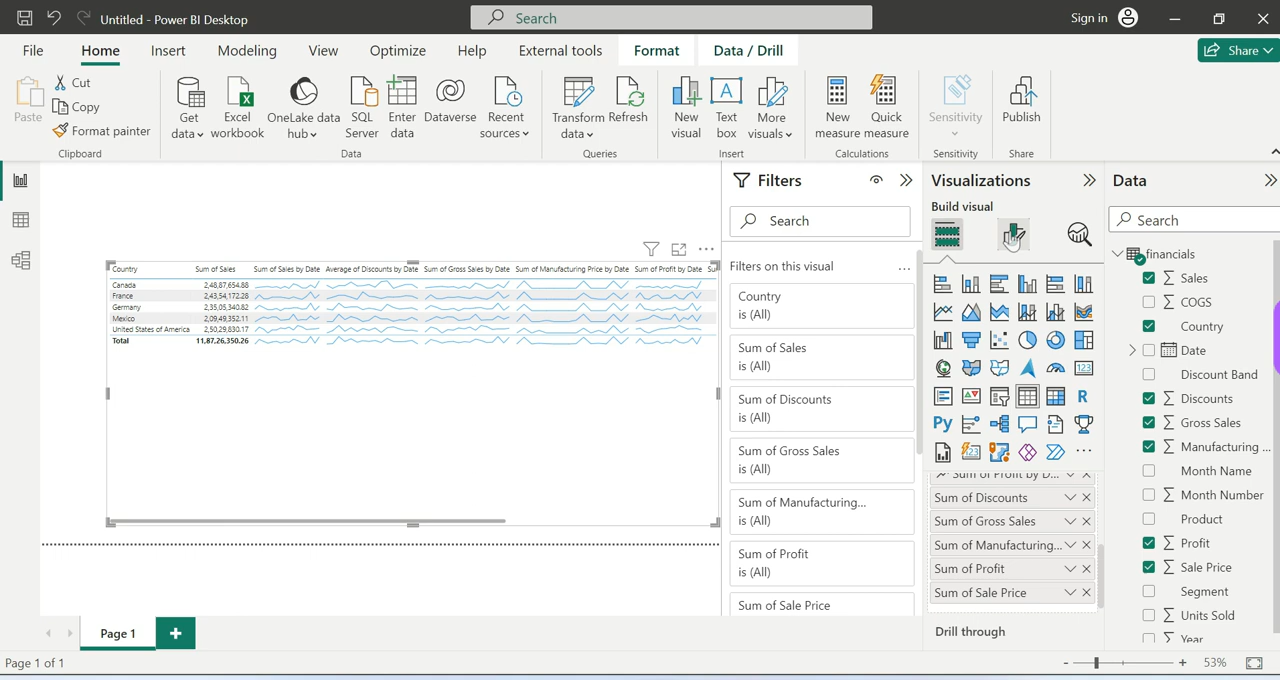 Untitled - Power BI Desktop
Search
Sign in
File
Home
Insert
Modeling
View
Optimize
Help
External tools
Format
Data / Drill
Share
Paste
Cut
Copy
Format painter
Clipboard
Get data
Excel workbook
OneLake data hub
SQL Server
Enter data
Dataverse
Recent sources
Data
Transform data
Refresh
Queries
New visual
Text box
More visuals
Insert
New measure
Quick measure
Calculations
Sensitivity
Sensitivity
Publish
Share
Country Sum of Sales Sum of Sales by Date Average of Discounts by Date Sum of Gross Sales by Date Sum of Manufacturing Price by Date Sum of Profit by Date Su
Canada 2,48,87,654.88
France 2,43,54,172.28
Germany 2,35,05,340.82
Mexico 2,09,49,352.11
United States of America 2,50,29,830.17
Total 11,87,26,350.26
Filters
Search
Filters on this visual
Country
is (All)
Sum of Sales
is (All)
Sum of Discounts
is (All)
Sum of Gross Sales
is (All)
Sum of Manufacturing...
is (All)
Sum of Profit
is (All)
Sum of Sale Price
Visualizations
Build visual
123
R
Py
123
Sum of Profit by D...
Sum of Discounts
Sum of Gross Sales
Sum of Manufacturing...
Sum of Profit
Sum of Sale Price
Drill through
Data
Search
financials
Sales
COGS
Country
Date
Discount Band
Discounts
Gross Sales
Manufacturing ...
Month Name
Month Number
Product
Profit
Sale Price
Segment
Units Sold
Year
Page 1
Page 1 of 1
- + 53%